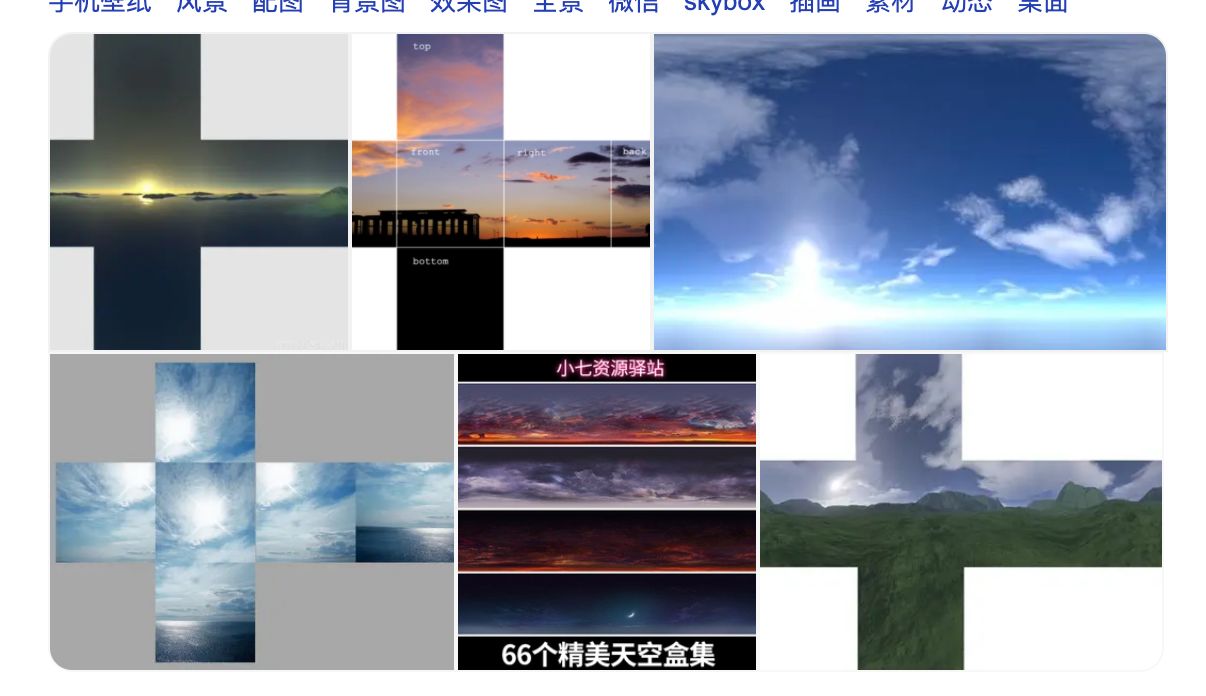 手机壁纸 风景 配图 背景图 效果图 全景 微信 skybox 插画 素材 动态 桌面
top
front right back
bottom
小七资源驿站
66个精美天空盒集